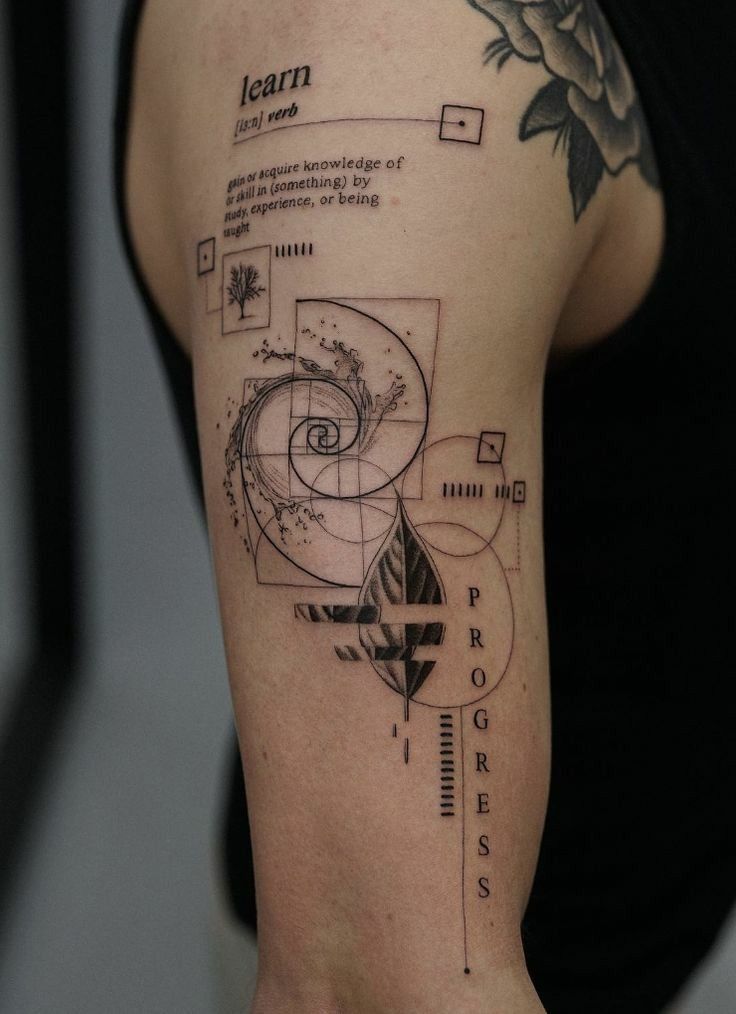 learn
[lɜːn] verb
gain or acquire knowledge of
or skill in (something) by
study, experience, or being
taught
PROGRESS